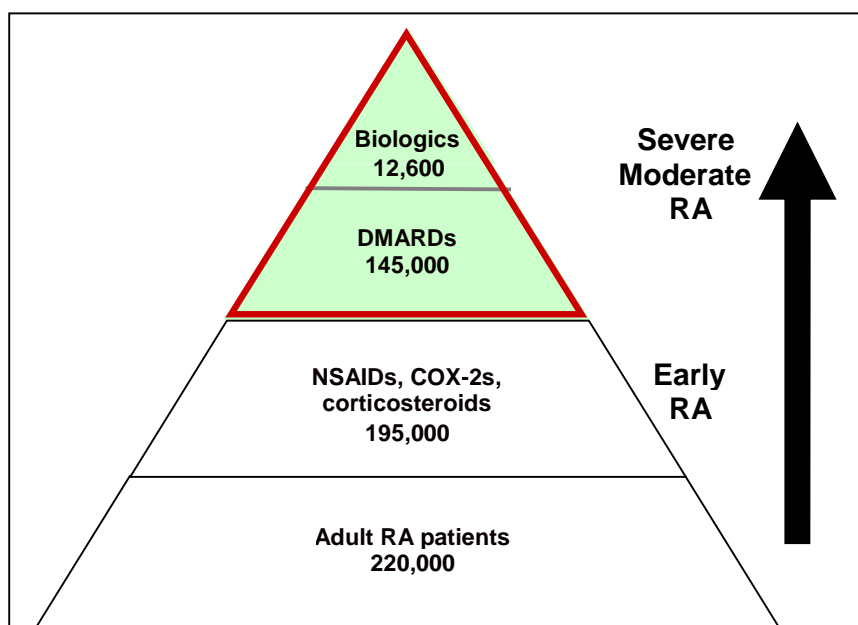 Biologics
12,600
DMARDs
145,000
Severe
Moderate
RA
NSAIDs, COX-2s,
corticosteroids
195,000
Early
RA
Adult RA patients
220,000